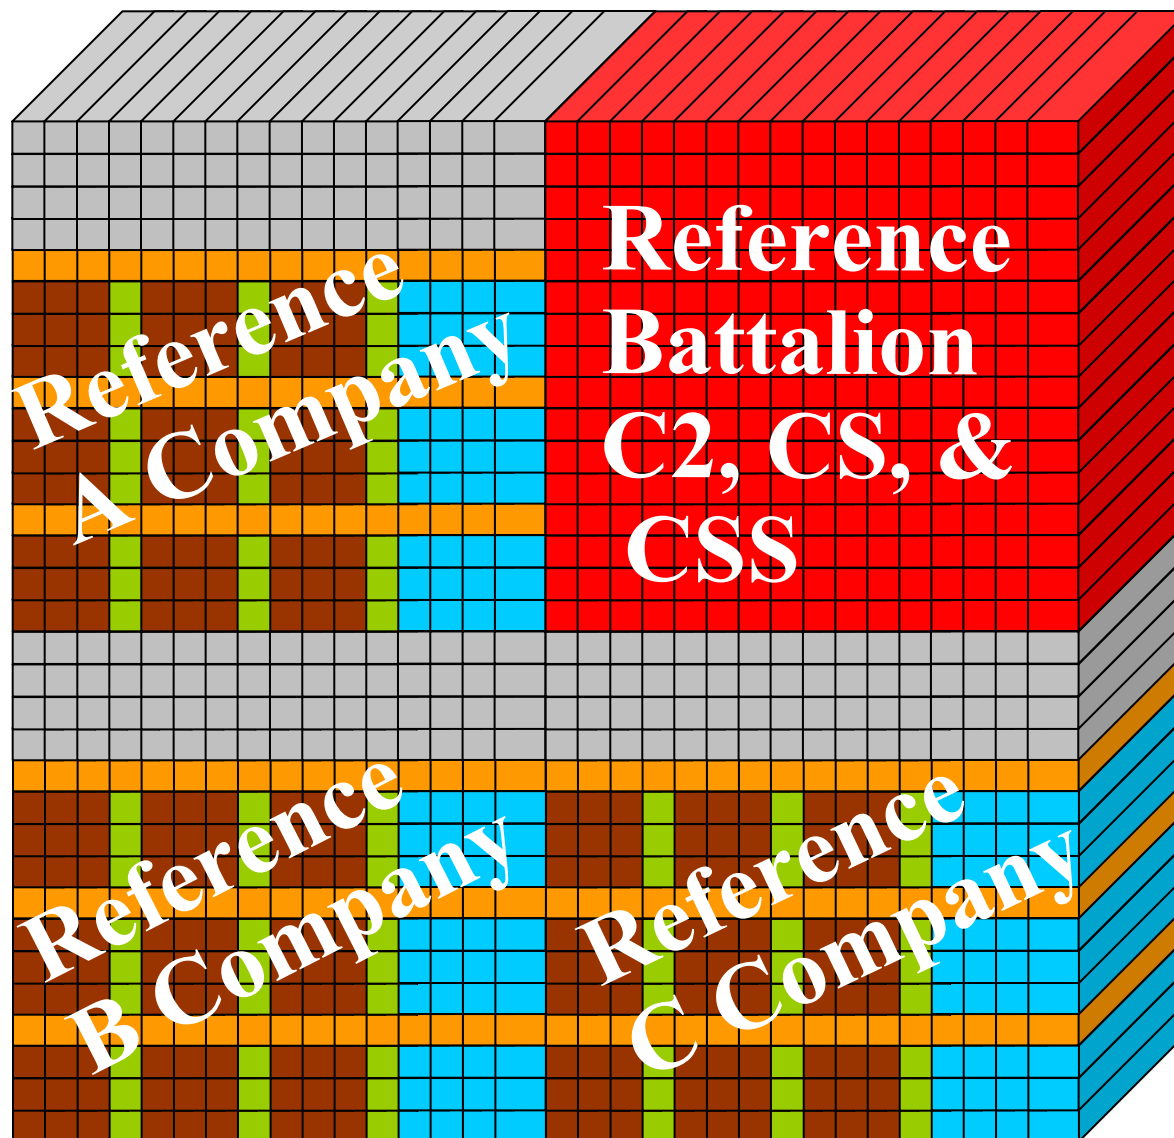 Reference
A Company
Reference
Battalion
C2, CS, &
CSS
Reference
B Company
Reference
C Company